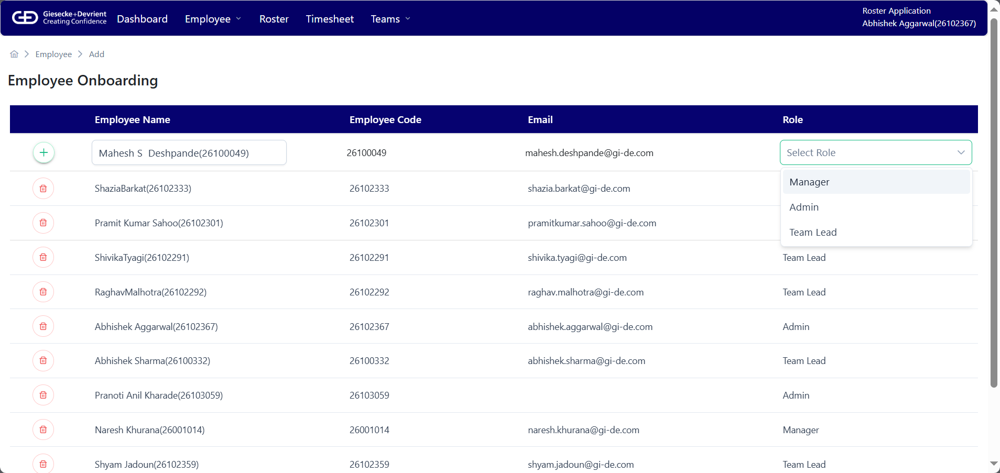 Giesecke+Devrient
Creating Confidence
Dashboard Employee Roster Timesheet Teams
Roster Application
Abhishek Aggarwal(26102367)
Employee Add
Employee Onboarding
Employee Name Employee Code Email Role
Mahesh S  Deshpande(26100049) 26100049 mahesh.deshpande@gi-de.com Select Role
Manager
Admin
Team Lead
ShaziaBarkat(26102333) 26102333 shazia.barkat@gi-de.com
Pramit Kumar Sahoo(26102301) 26102301 pramitkumar.sahoo@gi-de.com
ShivikaTyagi(26102291) 26102291 shivika.tyagi@gi-de.com Team Lead
RaghavMalhotra(26102292) 26102292 raghav.malhotra@gi-de.com Team Lead
Abhishek Aggarwal(26102367) 26102367 abhishek.aggarwal@gi-de.com Admin
Abhishek Sharma(26100332) 26100332 abhishek.sharma@gi-de.com Team Lead
Pranoti Anil Kharade(26103059) 26103059 Admin
Naresh Khurana(26001014) 26001014 naresh.khurana@gi-de.com Manager
Shyam Jadoun(26102359) 26102359 shyam.jadoun@gi-de.com Team Lead